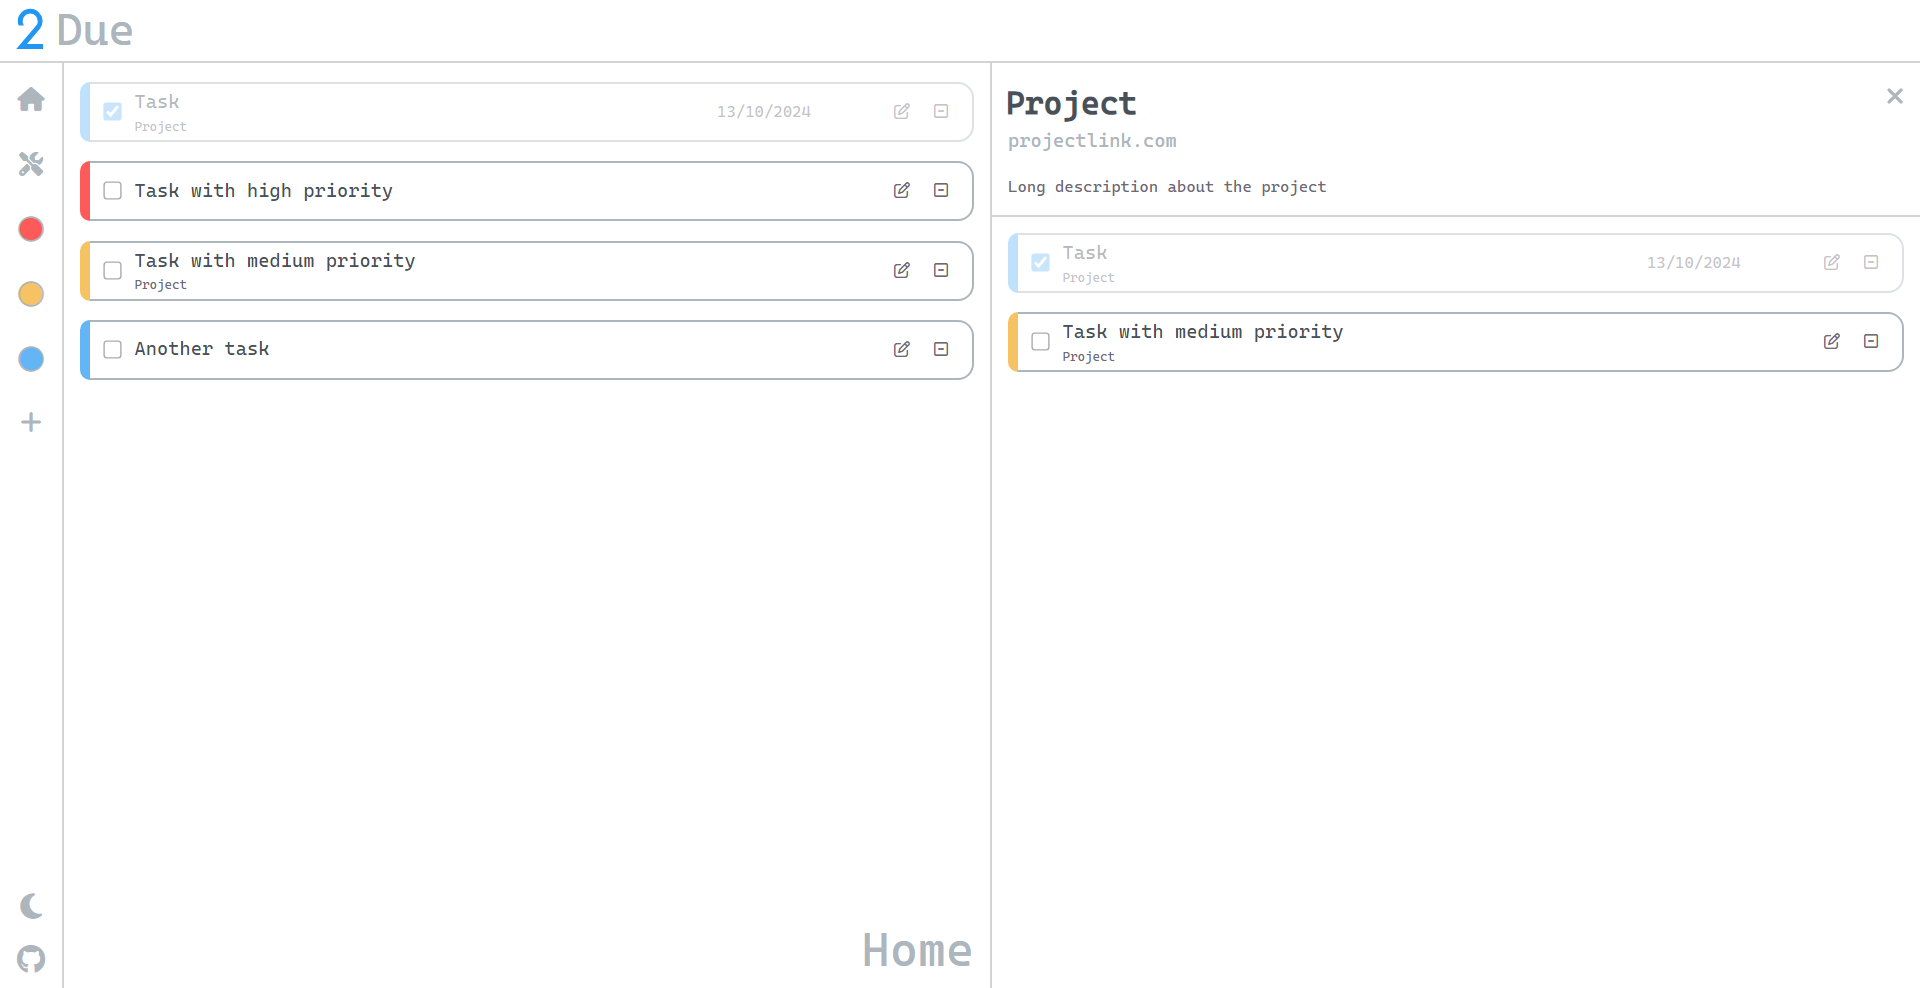 2 Due
Task
Project
13/10/2024
Task with high priority
Task with medium priority
Project
Another task
Home
Project
projectlink.com
Long description about the project
Task
Project
13/10/2024
Task with medium priority
Project